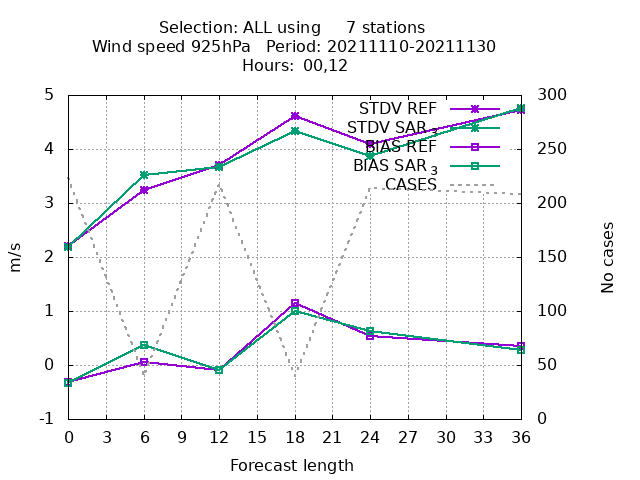 Selection: ALL using 7 stations
Wind speed 925hPa Period: 20211110-20211130
Hours: 00,12
5
4
3
2
1
0
-1
m/s
300
250
200
150
100
50
0
No cases
STDV REF
STDV SAR 3
BIAS REF
BIAS SAR 3
CASES
0 3 6 9 12 15 18 21 24 27 30 33 36
Forecast length